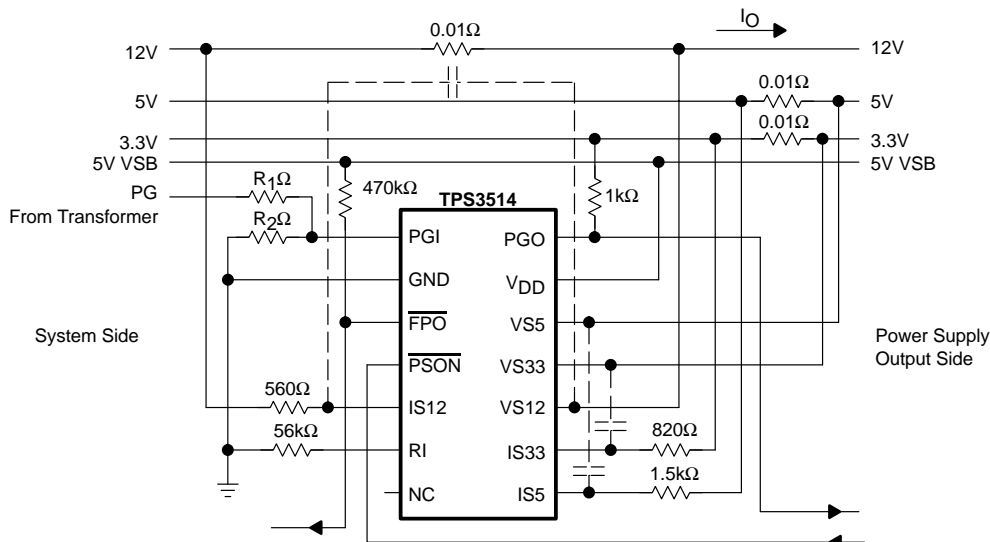 0.01Ω
I_O
12V
12V
0.01Ω
5V
5V
0.01Ω
3.3V
3.3V
5V VSB
5V VSB
PG
R₁Ω
470kΩ
1kΩ
From Transformer
TPS3514
R₂Ω
PGI
PGO
GND
V_DD
System Side
FPO
VS5
Power Supply
Output Side
PSON
VS33
560Ω
IS12
VS12
56kΩ
RI
IS33
820Ω
NC
IS5
1.5kΩ